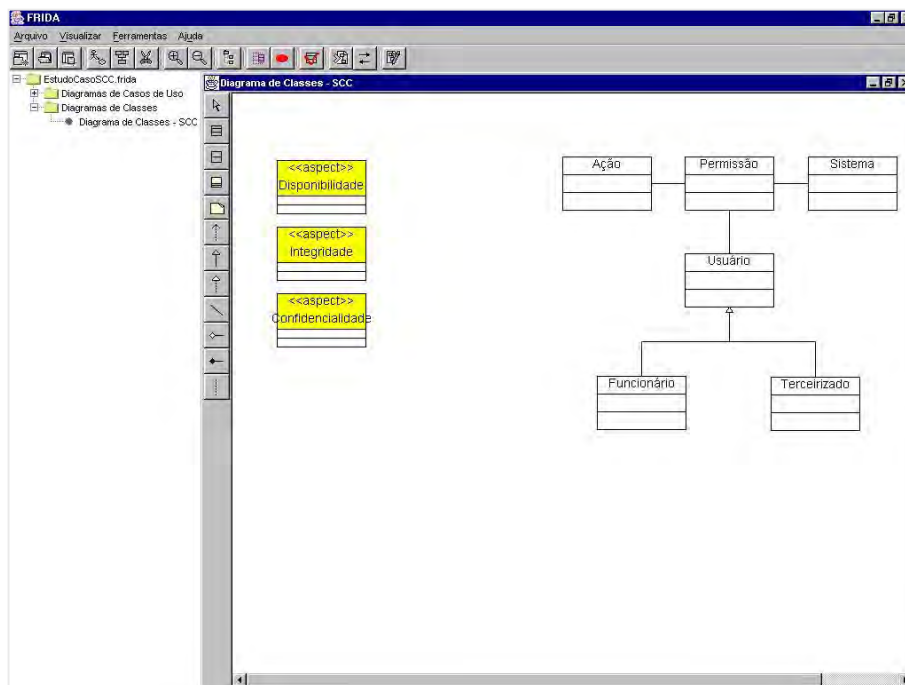 FRIDA
Arquivo Visualizar Ferramentas Ajuda
EstudoCasoSCC.frida
Diagramas de Casos de Uso
Diagramas de Classes
Diagrama de Classes - SCC
Diagrama de Classes - SCC
<<aspect>>
Disponibilidade
<<aspect>>
Integridade
<<aspect>>
Confidencialidade
Ação
Permissão
Sistema
Usuário
Funcionário
Terceirizado